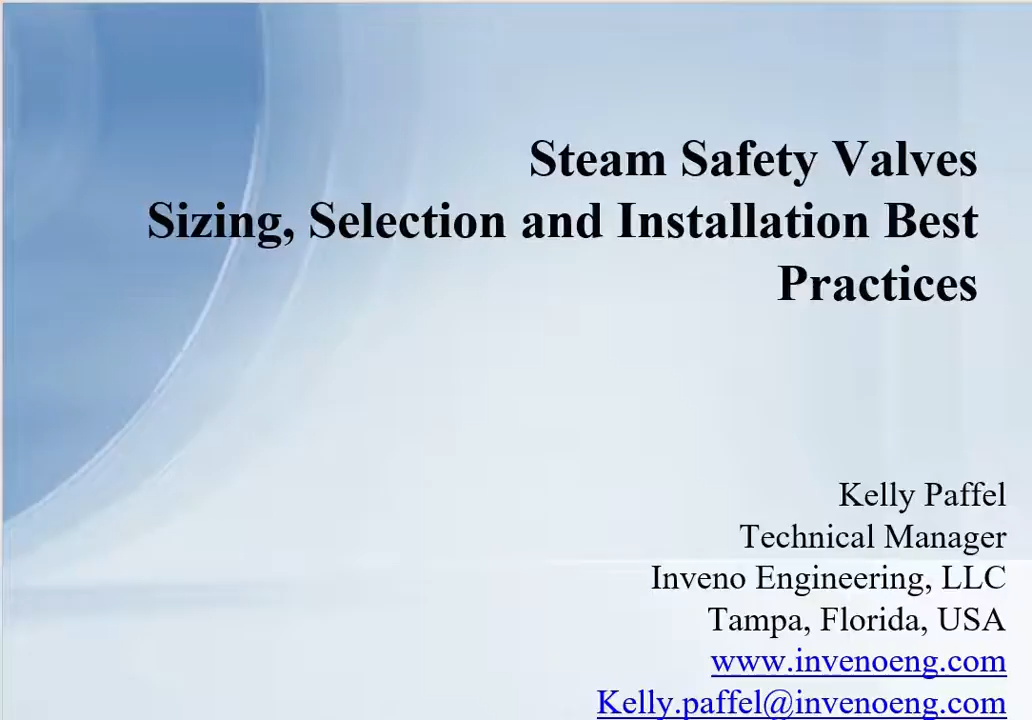 Steam Safety Valves
Sizing, Selection and Installation Best
Practices
Kelly Paffel
Technical Manager
Inveno Engineering, LLC
Tampa, Florida, USA
www.invenoeng.com
Kelly.paffel@invenoeng.com